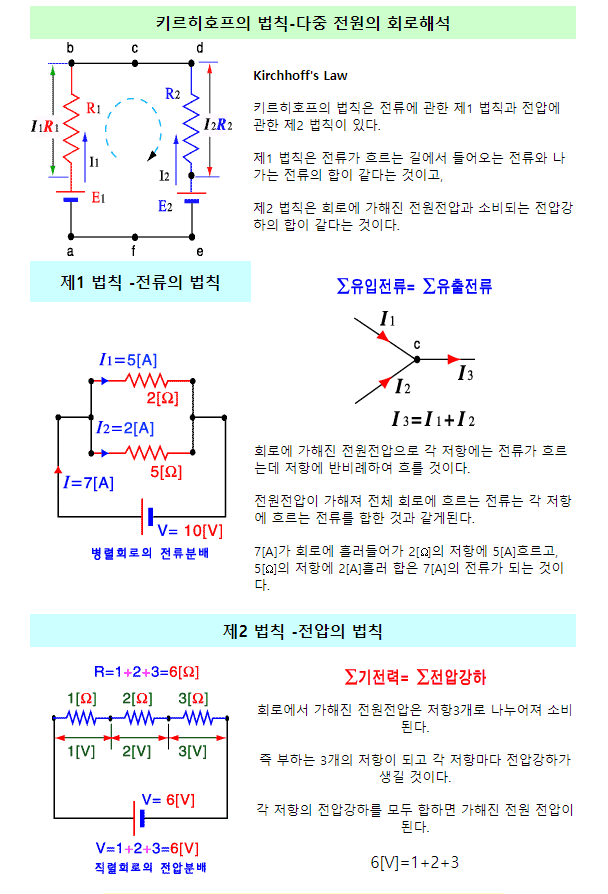 키르히호프의 법칙-다중 전원의 회로해석
b
c
d
R1
R2
I1R1
I2R2
I1
I2
E1
E2
a
f
e
Kirchhoff's Law
키르히호프의 법칙은 전류에 관한 제1 법칙과 전압에
관한 제2 법칙이 있다.
제1 법칙은 전류가 흐르는 길에서 들어오는 전류와 나
가는 전류의 합이 같다는 것이고,
제2 법칙은 회로에 가해진 전원전압과 소비되는 전압강
하의 합이 같다는 것이다.
제1 법칙 -전류의 법칙
I1=5[A]
2[Ω]
I2=2[A]
5[Ω]
I=7[A]
V= 10[V]
병렬회로의 전류분배
∑유입전류= ∑유출전류
I1
c
I2
I3
I3=I1+I2
회로에 가해진 전원전압으로 각 저항에는 전류가 흐르
는데 저항에 반비례하여 흐를 것이다.
전원전압이 가해져 전체 회로에 흐르는 전류는 각 저항
에 흐르는 전류를 합한 것과 같게된다.
7[A]가 회로에 흘러들어가 2[Ω]의 저항에 5[A]흐르고,
5[Ω]의 저항에 2[A]흘러 합은 7[A]의 전류가 되는 것이
다.
제2 법칙 -전압의 법칙
R=1+2+3=6[Ω]
1[Ω] 2[Ω] 3[Ω]
1[V] 2[V] 3[V]
V= 6[V]
V=1+2+3=6[V]
직렬회로의 전압분배
∑기전력= ∑전압강하
회로에서 가해진 전원전압은 저항3개로 나누어져 소비
된다.
즉 부하는 3개의 저항이 되고 각 저항마다 전압강하가
생길 것이다.
각 저항의 전압강하를 모두 합하면 가해진 전원 전압이
된다.
6[V]=1+2+3